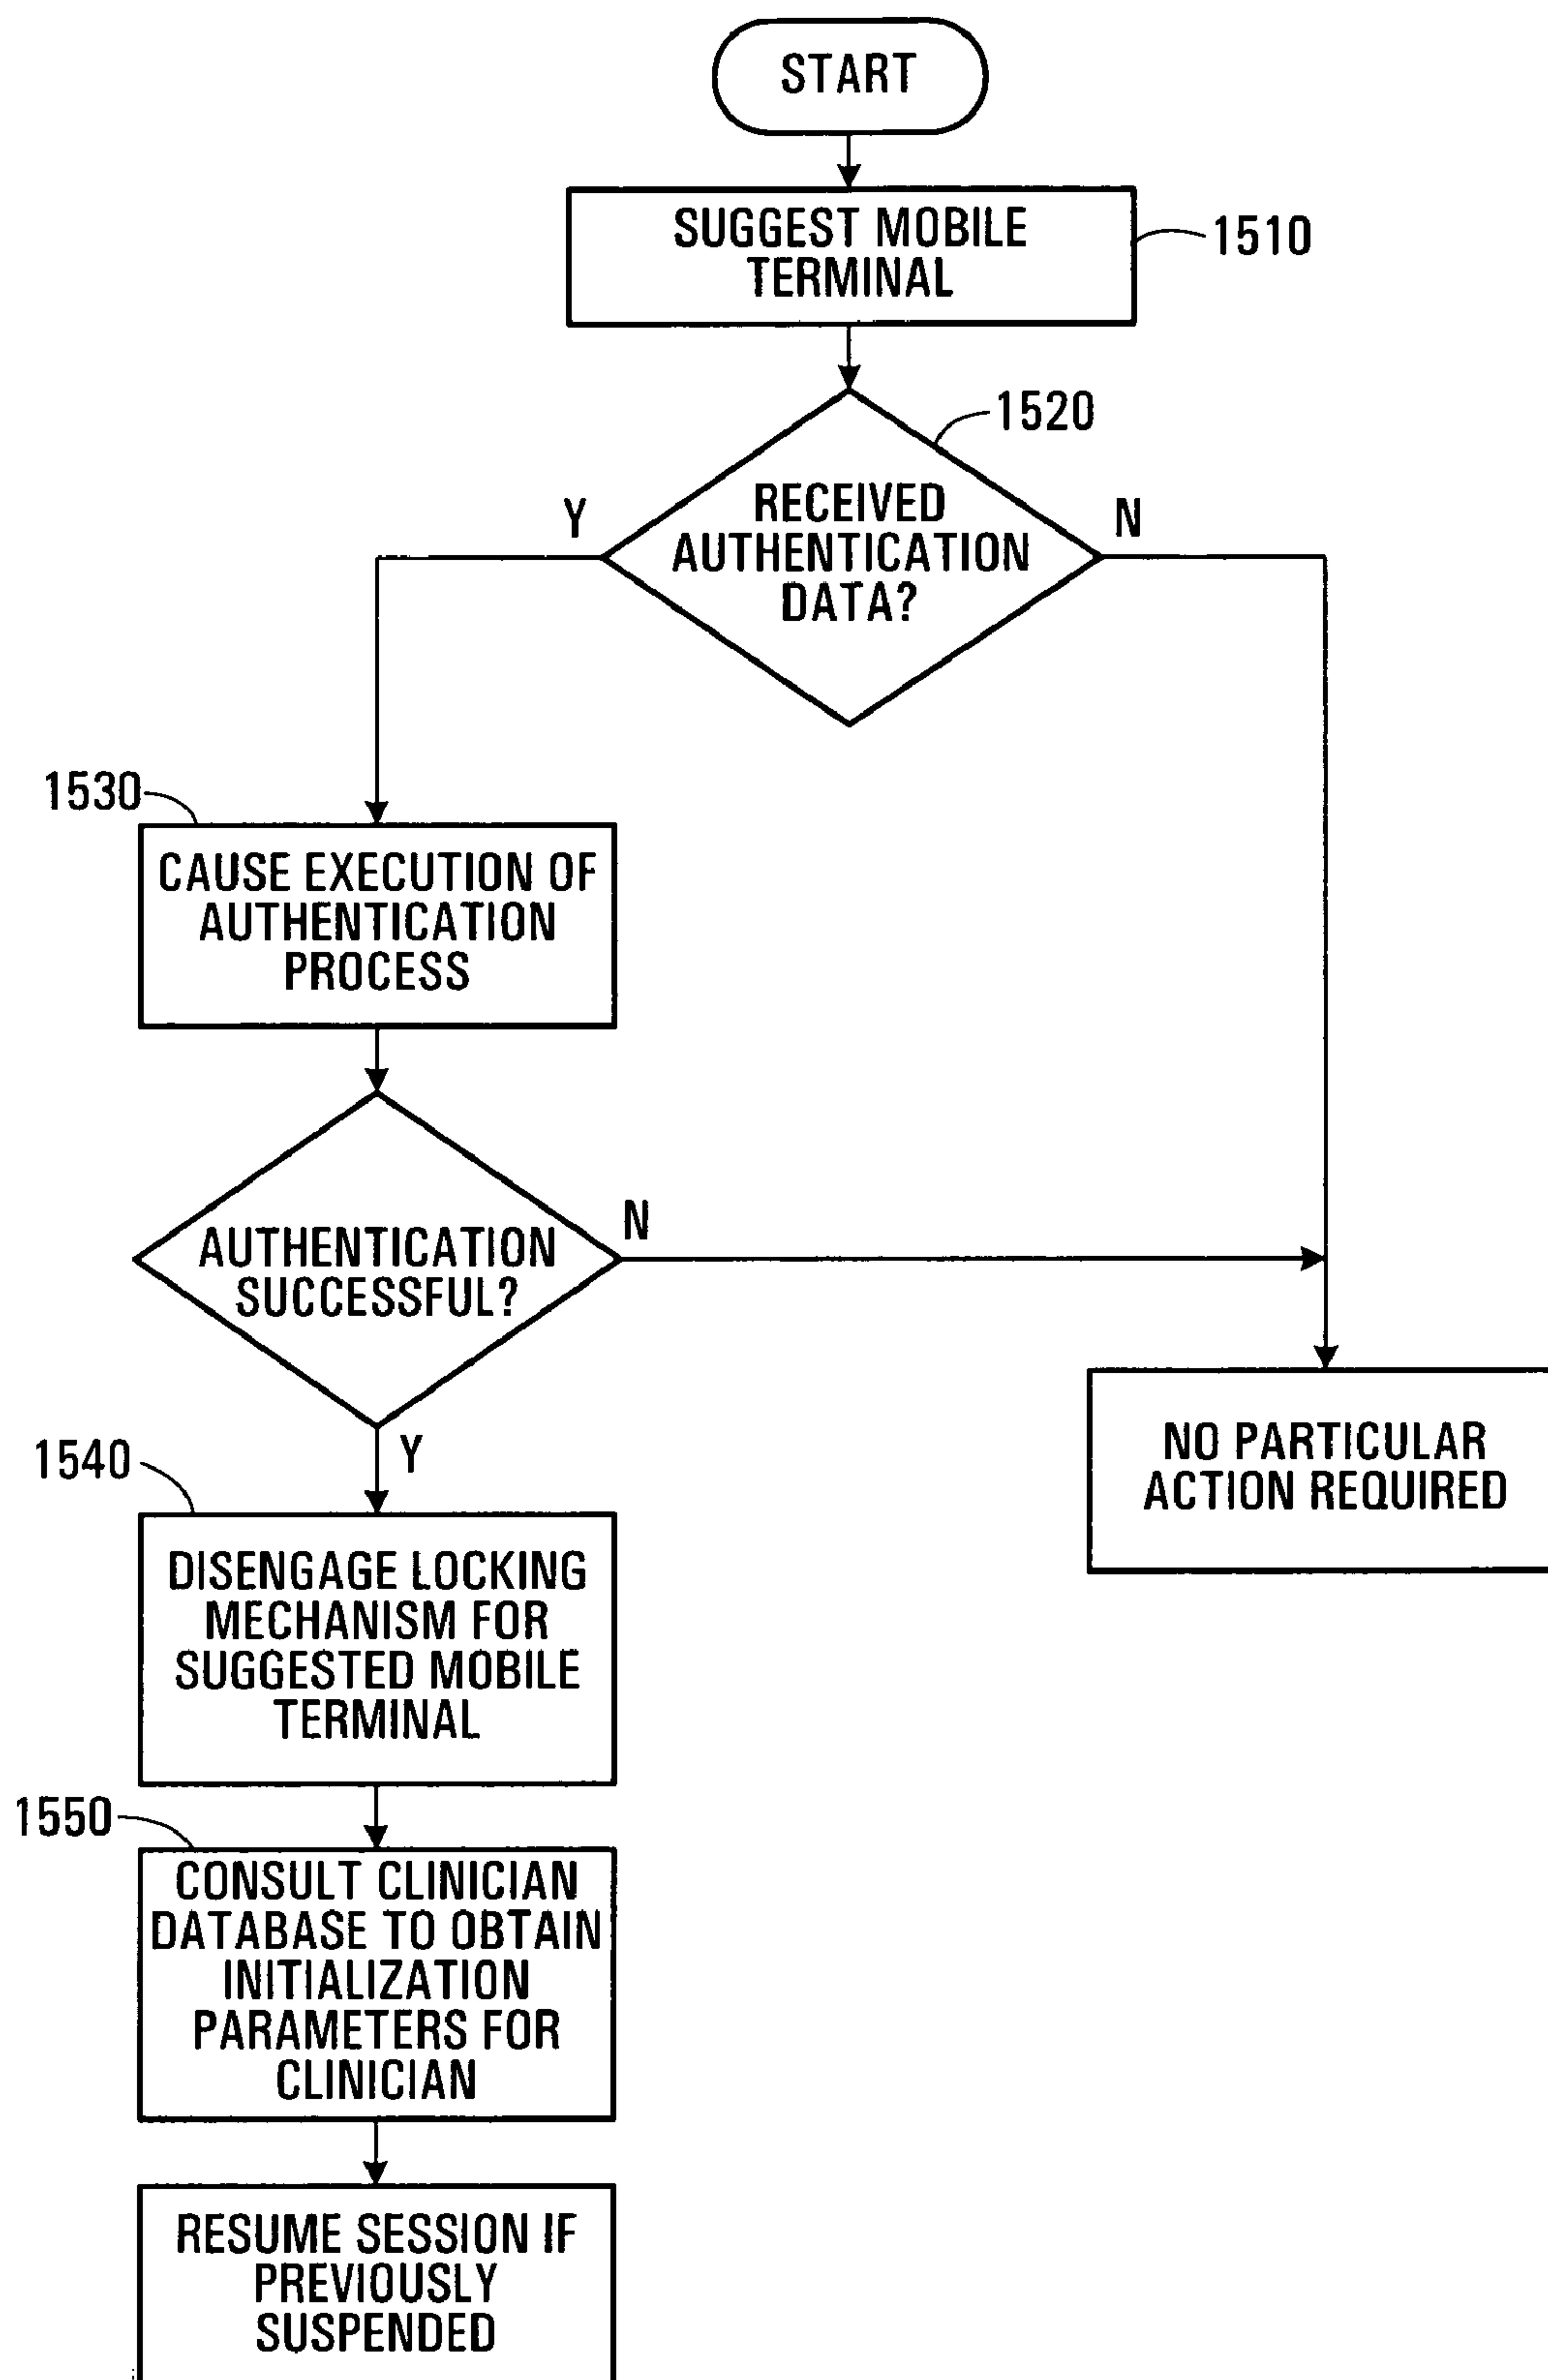 START
SUGGEST MOBILE
TERMINAL
1510
1520
RECEIVED
AUTHENTICATION
DATA?
Y
N
1530
CAUSE EXECUTION OF
AUTHENTICATION
PROCESS
AUTHENTICATION
SUCCESSFUL?
N
Y
NO PARTICULAR
ACTION REQUIRED
1540
DISENGAGE LOCKING
MECHANISM FOR
SUGGESTED MOBILE
TERMINAL
1550
CONSULT CLINICIAN
DATABASE TO OBTAIN
INITIALIZATION
PARAMETERS FOR
CLINICIAN
RESUME SESSION IF
PREVIOUSLY
SUSPENDED